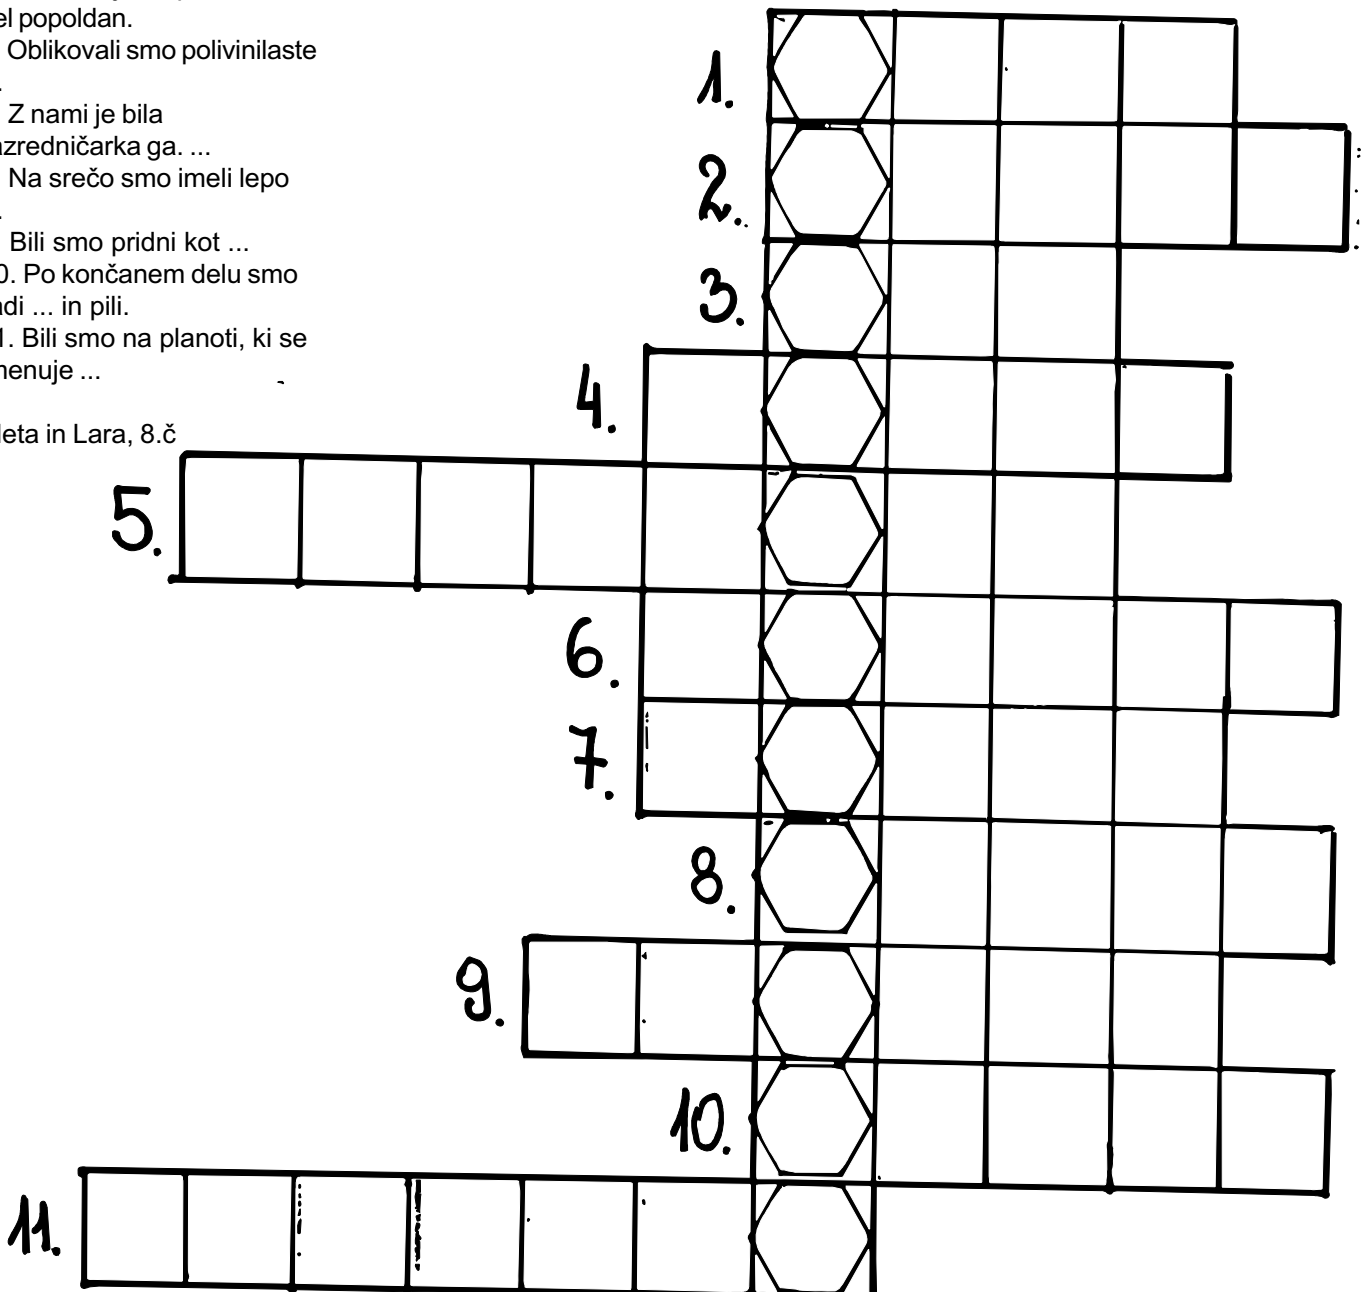 el popoldan.
Oblikovali smo polivinilaste
.
Z nami je bila
azredničarka ga. ...
Na srečo smo imeli lepo
.
Bili smo pridni kot ...
0. Po končanem delu smo
adi ... in pili.
1. Bili smo na planoti, ki se
menuje ...
leta in Lara, 8.č
1.
2.
3.
4.
5.
6.
7.
8.
9.
10.
11.